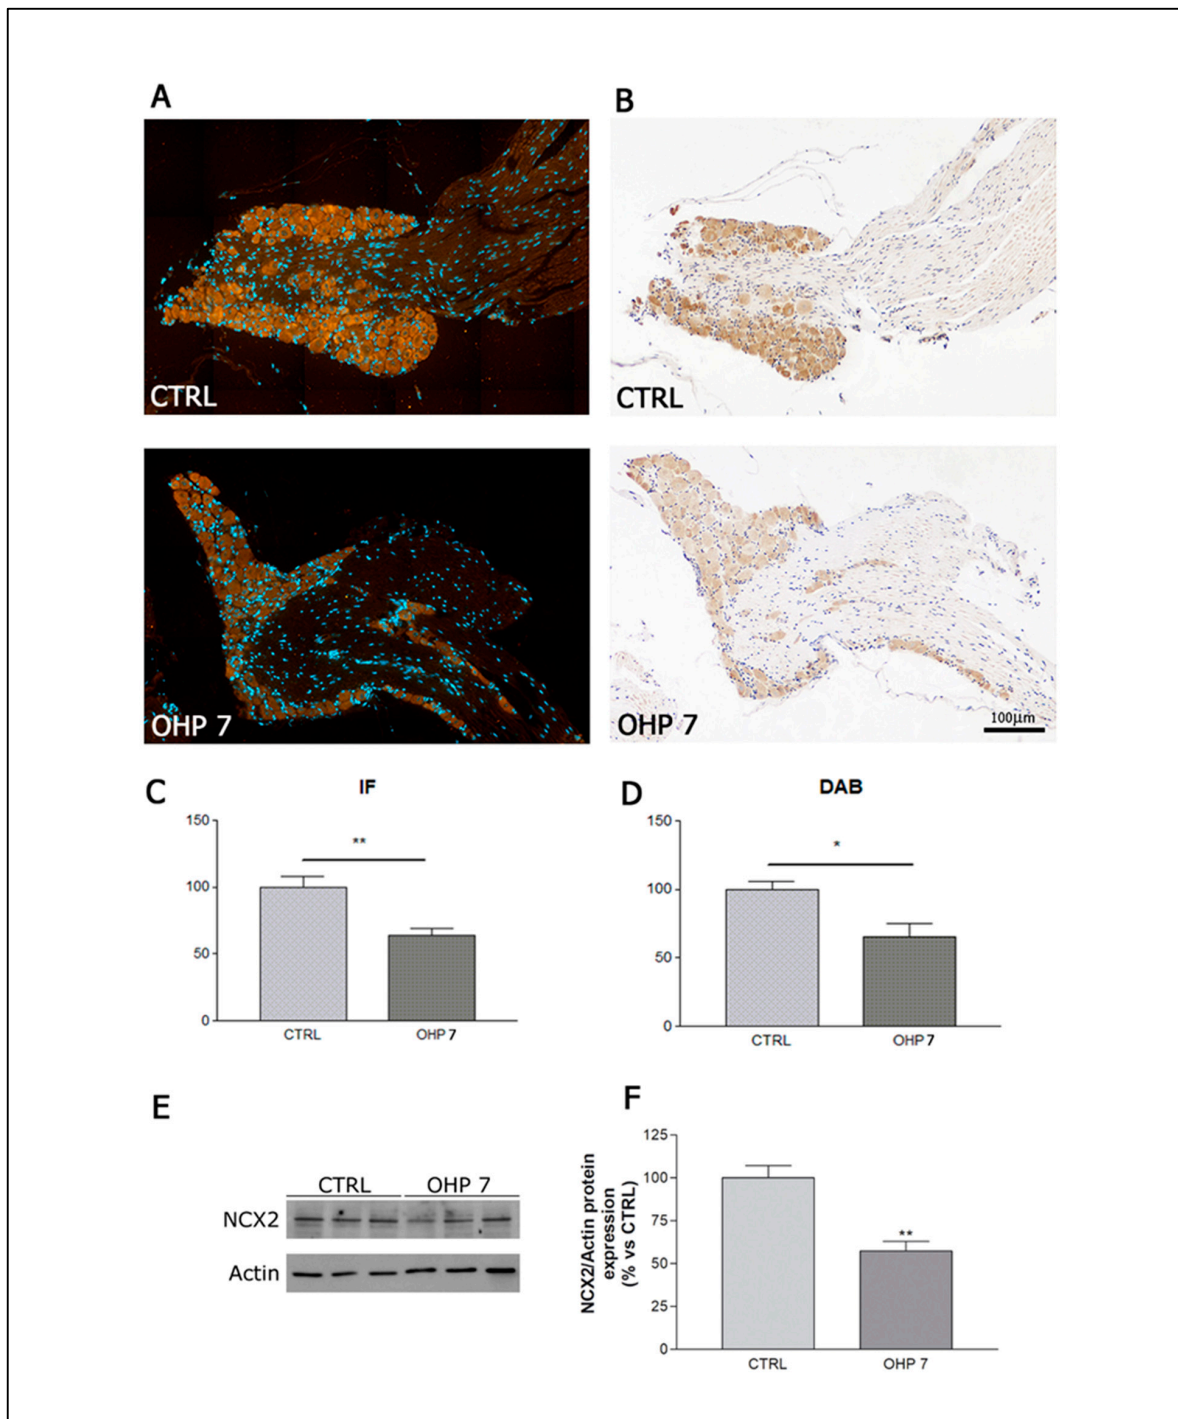 A
B
CTRL
CTRL
OHP 7
OHP 7
100µm
C
IF
D
DAB
150
**
100
50
0
CTRL
OHP 7
150
*
100
50
0
CTRL
OHP 7
E
CTRL
OHP 7
NCX2
Actin
F
NCX2/Actin protein
expression
(% vs CTRL)
125
100
75
50
25
0
**
CTRL
OHP 7